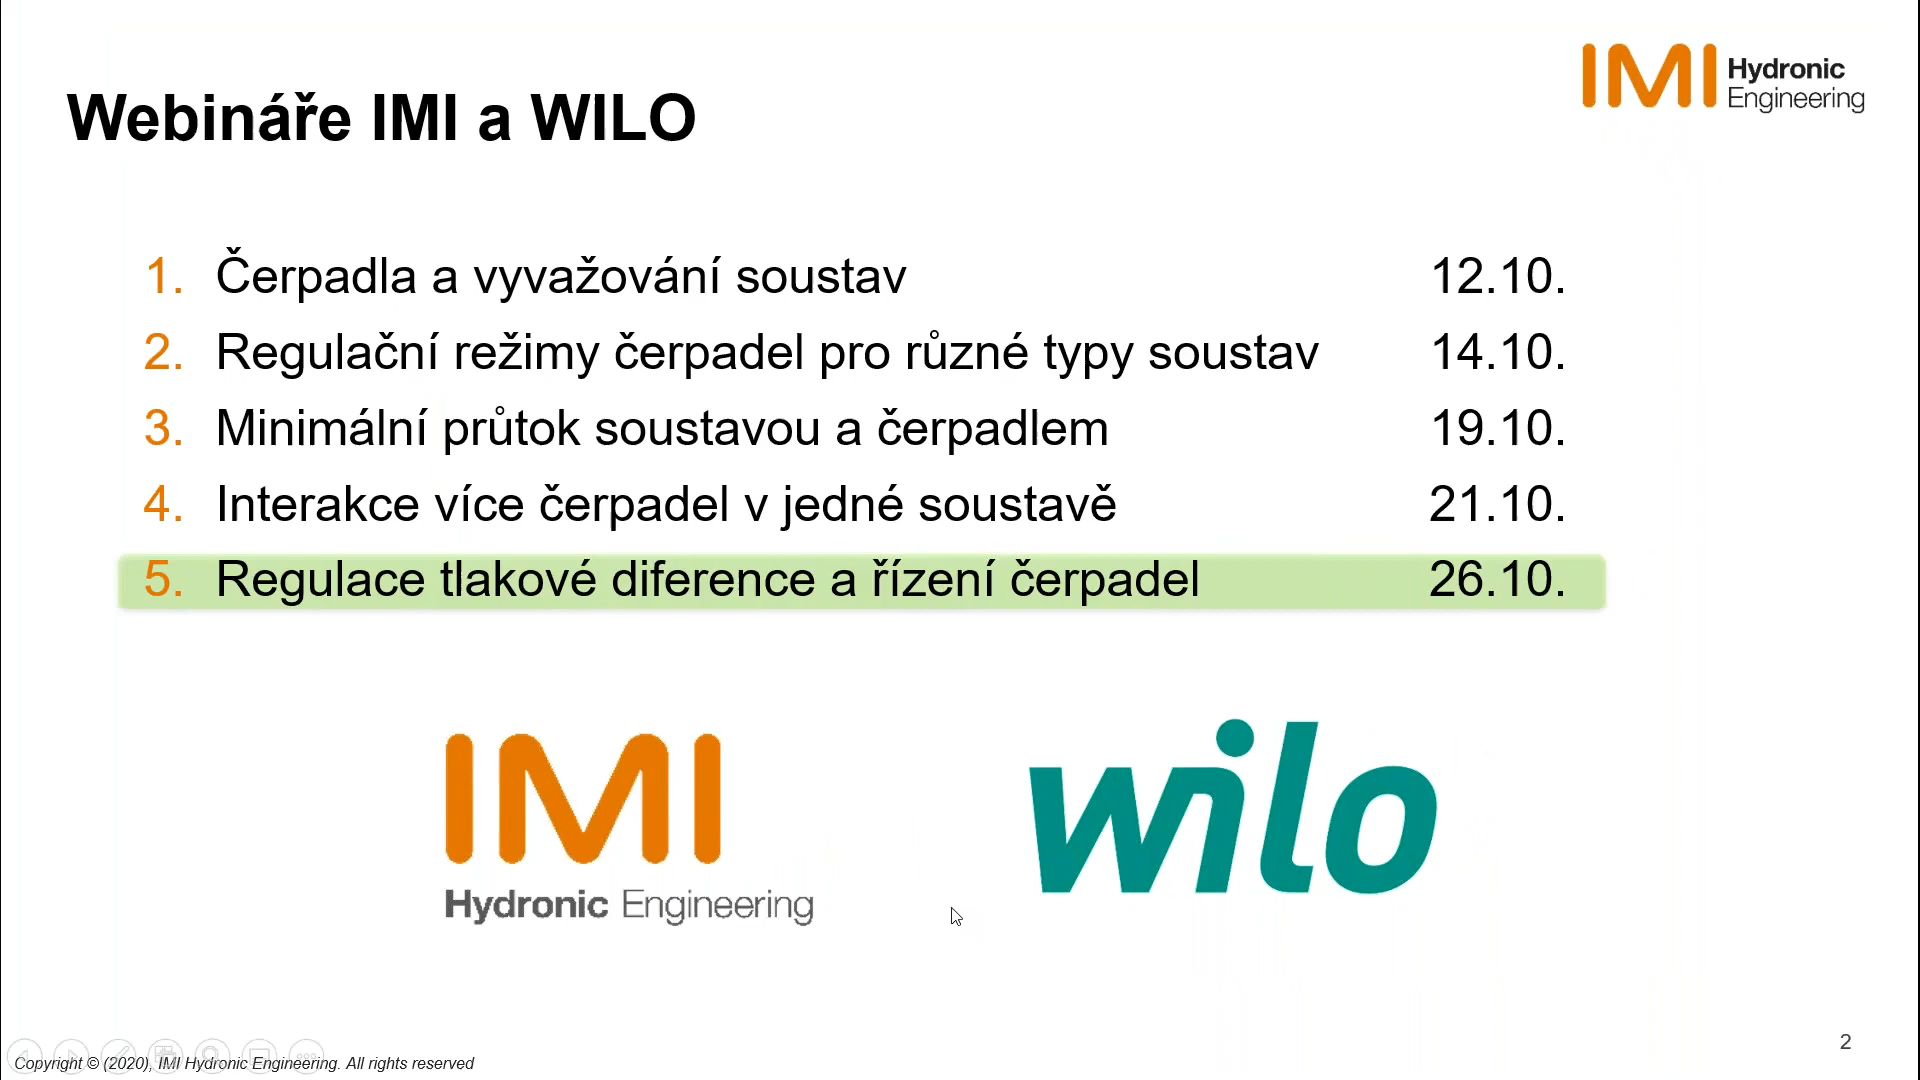 IMI Hydronic
Engineering
Webináře IMI a WILO
1. Čerpadla a vyvažování soustav 12.10.
2. Regulační režimy čerpadel pro různé typy soustav 14.10.
3. Minimální průtok soustavou a čerpadlem 19.10.
4. Interakce více čerpadel v jedné soustavě 21.10.
5. Regulace tlakové diference a řízení čerpadel 26.10.
IMI
Hydronic Engineering
wilo
2
Copyright © (2020), IMI Hydronic Engineering. All rights reserved